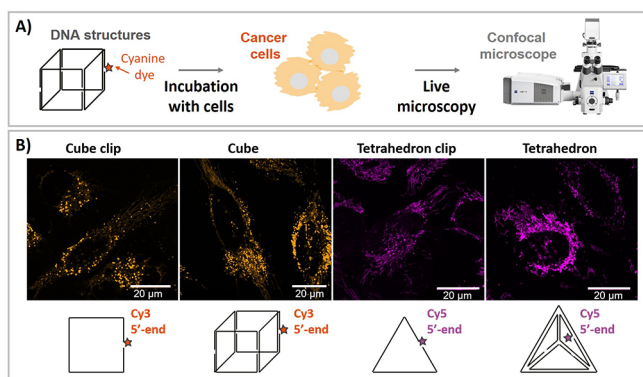 A)
DNA structures
Cyanine
dye
Incubation
with cells
Cancer
cells
Live
microscopy
Confocal
microscope
B)
Cube clip
Cube
Tetrahedron clip
Tetrahedron
20 µm
20 µm
20 µm
20 µm
Cy3
5’-end
Cy3
5’-end
Cy5
5’-end
Cy5
5’-end